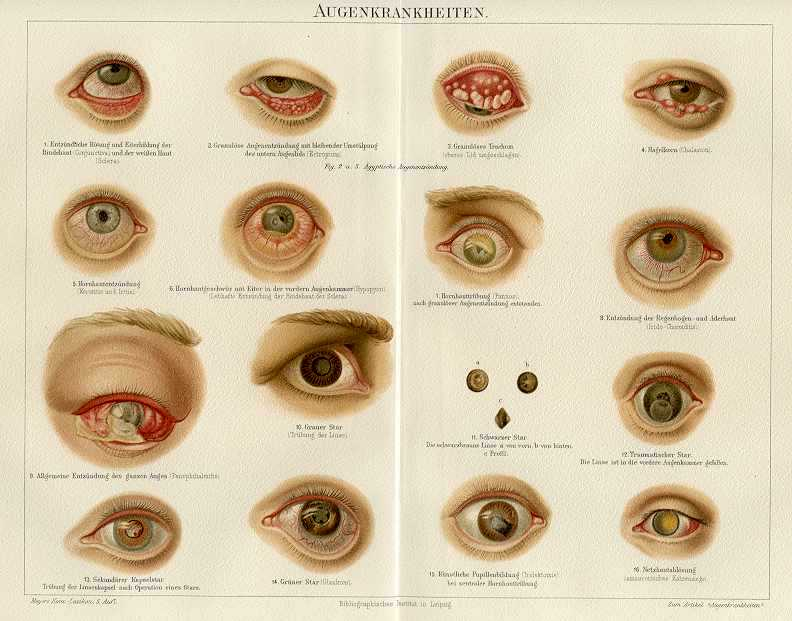 AUGENKRANKHEITEN.
1. Entzündliche Rötung und Eiterbildung der
Bindehaut (Conjunctiva) und der weißen Haut
(Sclera).
2. Granulöse Augenentzündung mit bleibender Umstülpung
des untern Augenlids (Ectropium).
3. Granulöses Trachom
(oberes Lid umgeschlagen).
4. Hagelkorn (Chalazion).
Fig. 2 u. 3. Ägyptische Augenentzündung.
5. Hornhautentzündung
(Keratitis und Iritis).
6. Hornhautgeschwür mit Eiter in der vordern Augenkammer (Hypopyon)
(Lebhafte Entzündung der Bindehaut der Sclera).
7. Hornhauttrübung (Pannus),
nach granulöser Augenentzündung entstanden.
8. Entzündung der Regenbogen- und Aderhaut
(Irido-Choroiditis).
9. Allgemeine Entzündung des ganzen Auges (Panophthalmitis).
10. Grauer Star
(Trübung der Linse).
a
b
c
11. Schwarzer Star.
Die schwarzbraune Linse a von vorn, b von hinten,
c Profil.
12. Traumatischer Star.
Die Linse ist in die vordere Augenkammer gefallen.
13. Sekundärer Kapselstar.
Trübung der Linsenkapsel nach Operation eines Stars.
14. Grüner Star (Glaukom).
15. Künstliche Pupillenbildung (Iridektomie)
bei zentraler Hornhauttrübung.
16. Netzhautablösung
(amaurotisches Katzenauge).
Meyers Konv.-Lexikon, 5. Aufl.
Bibliographisches Institut in Leipzig.
Zum Artikel »Augenkrankheiten«.